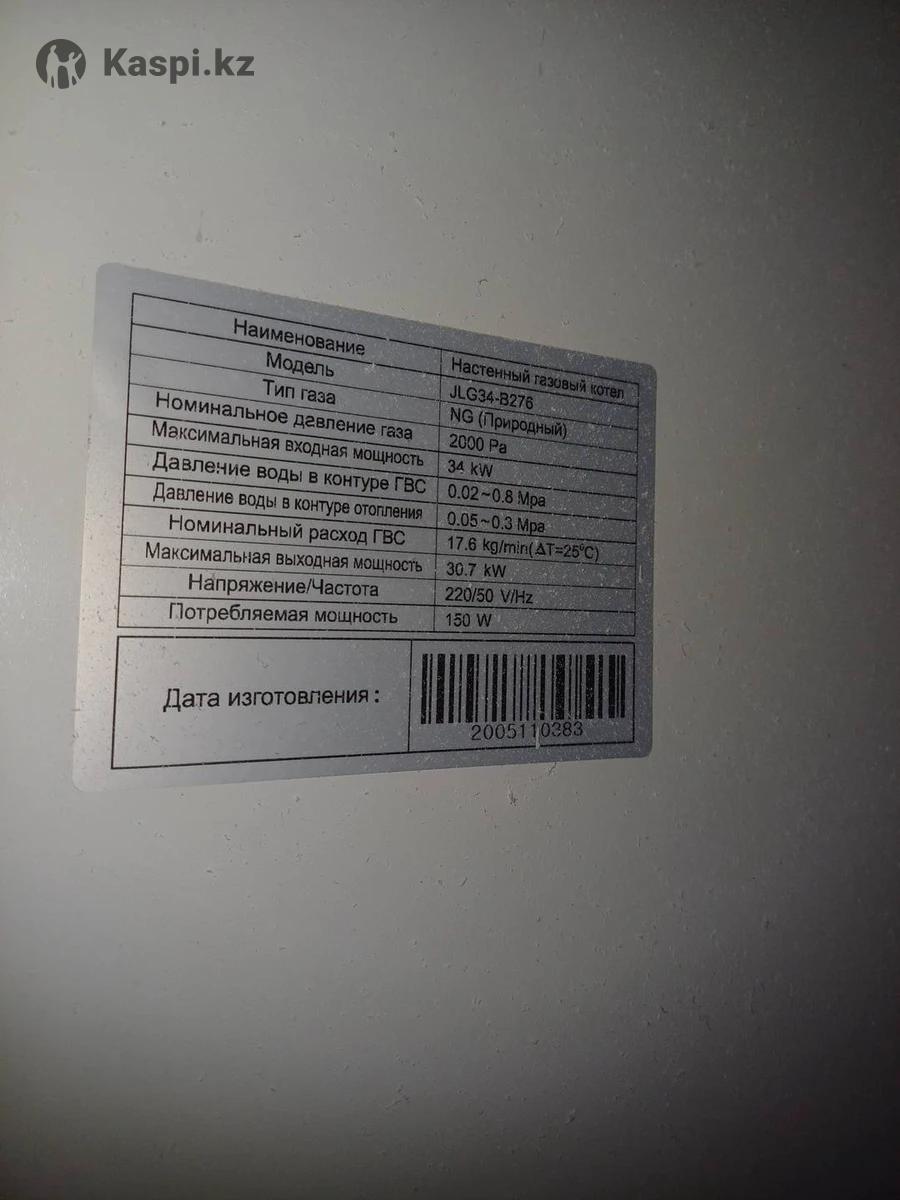 Kaspi.kz
Наименование Настенный газовый котел
Модель JLG34-B276
Тип газа NG (Природный)
Номинальное давление газа 2000 Pa
Максимальная входная мощность 34 kW
Давление воды в контуре ГВС 0.02~0.8 Mpa
Давление воды в контуре отопления 0.05~0.3 Mpa
Номинальный расход ГВС 17.6 kg/min(ΔT=25°C)
Максимальная выходная мощность 30.7 kW
Напряжение/Частота 220/50 V/Hz
Потребляемая мощность 150 W
Дата изготовления:
2005110383